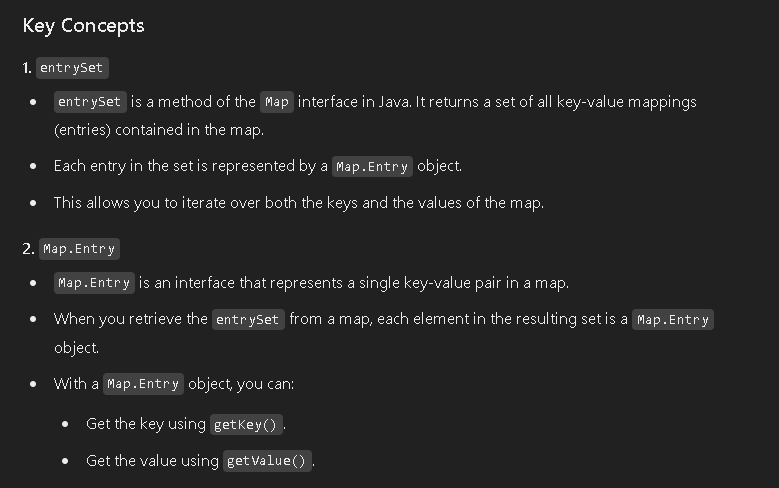 Key Concepts
1. entrySet
• entrySet is a method of the Map interface in Java. It returns a set of all key-value mappings
(entries) contained in the map.
• Each entry in the set is represented by a Map.Entry object.
• This allows you to iterate over both the keys and the values of the map.
2. Map.Entry
• Map.Entry is an interface that represents a single key-value pair in a map.
• When you retrieve the entrySet from a map, each element in the resulting set is a Map.Entry
object.
• With a Map.Entry object, you can:
• Get the key using getKey().
• Get the value using getValue().